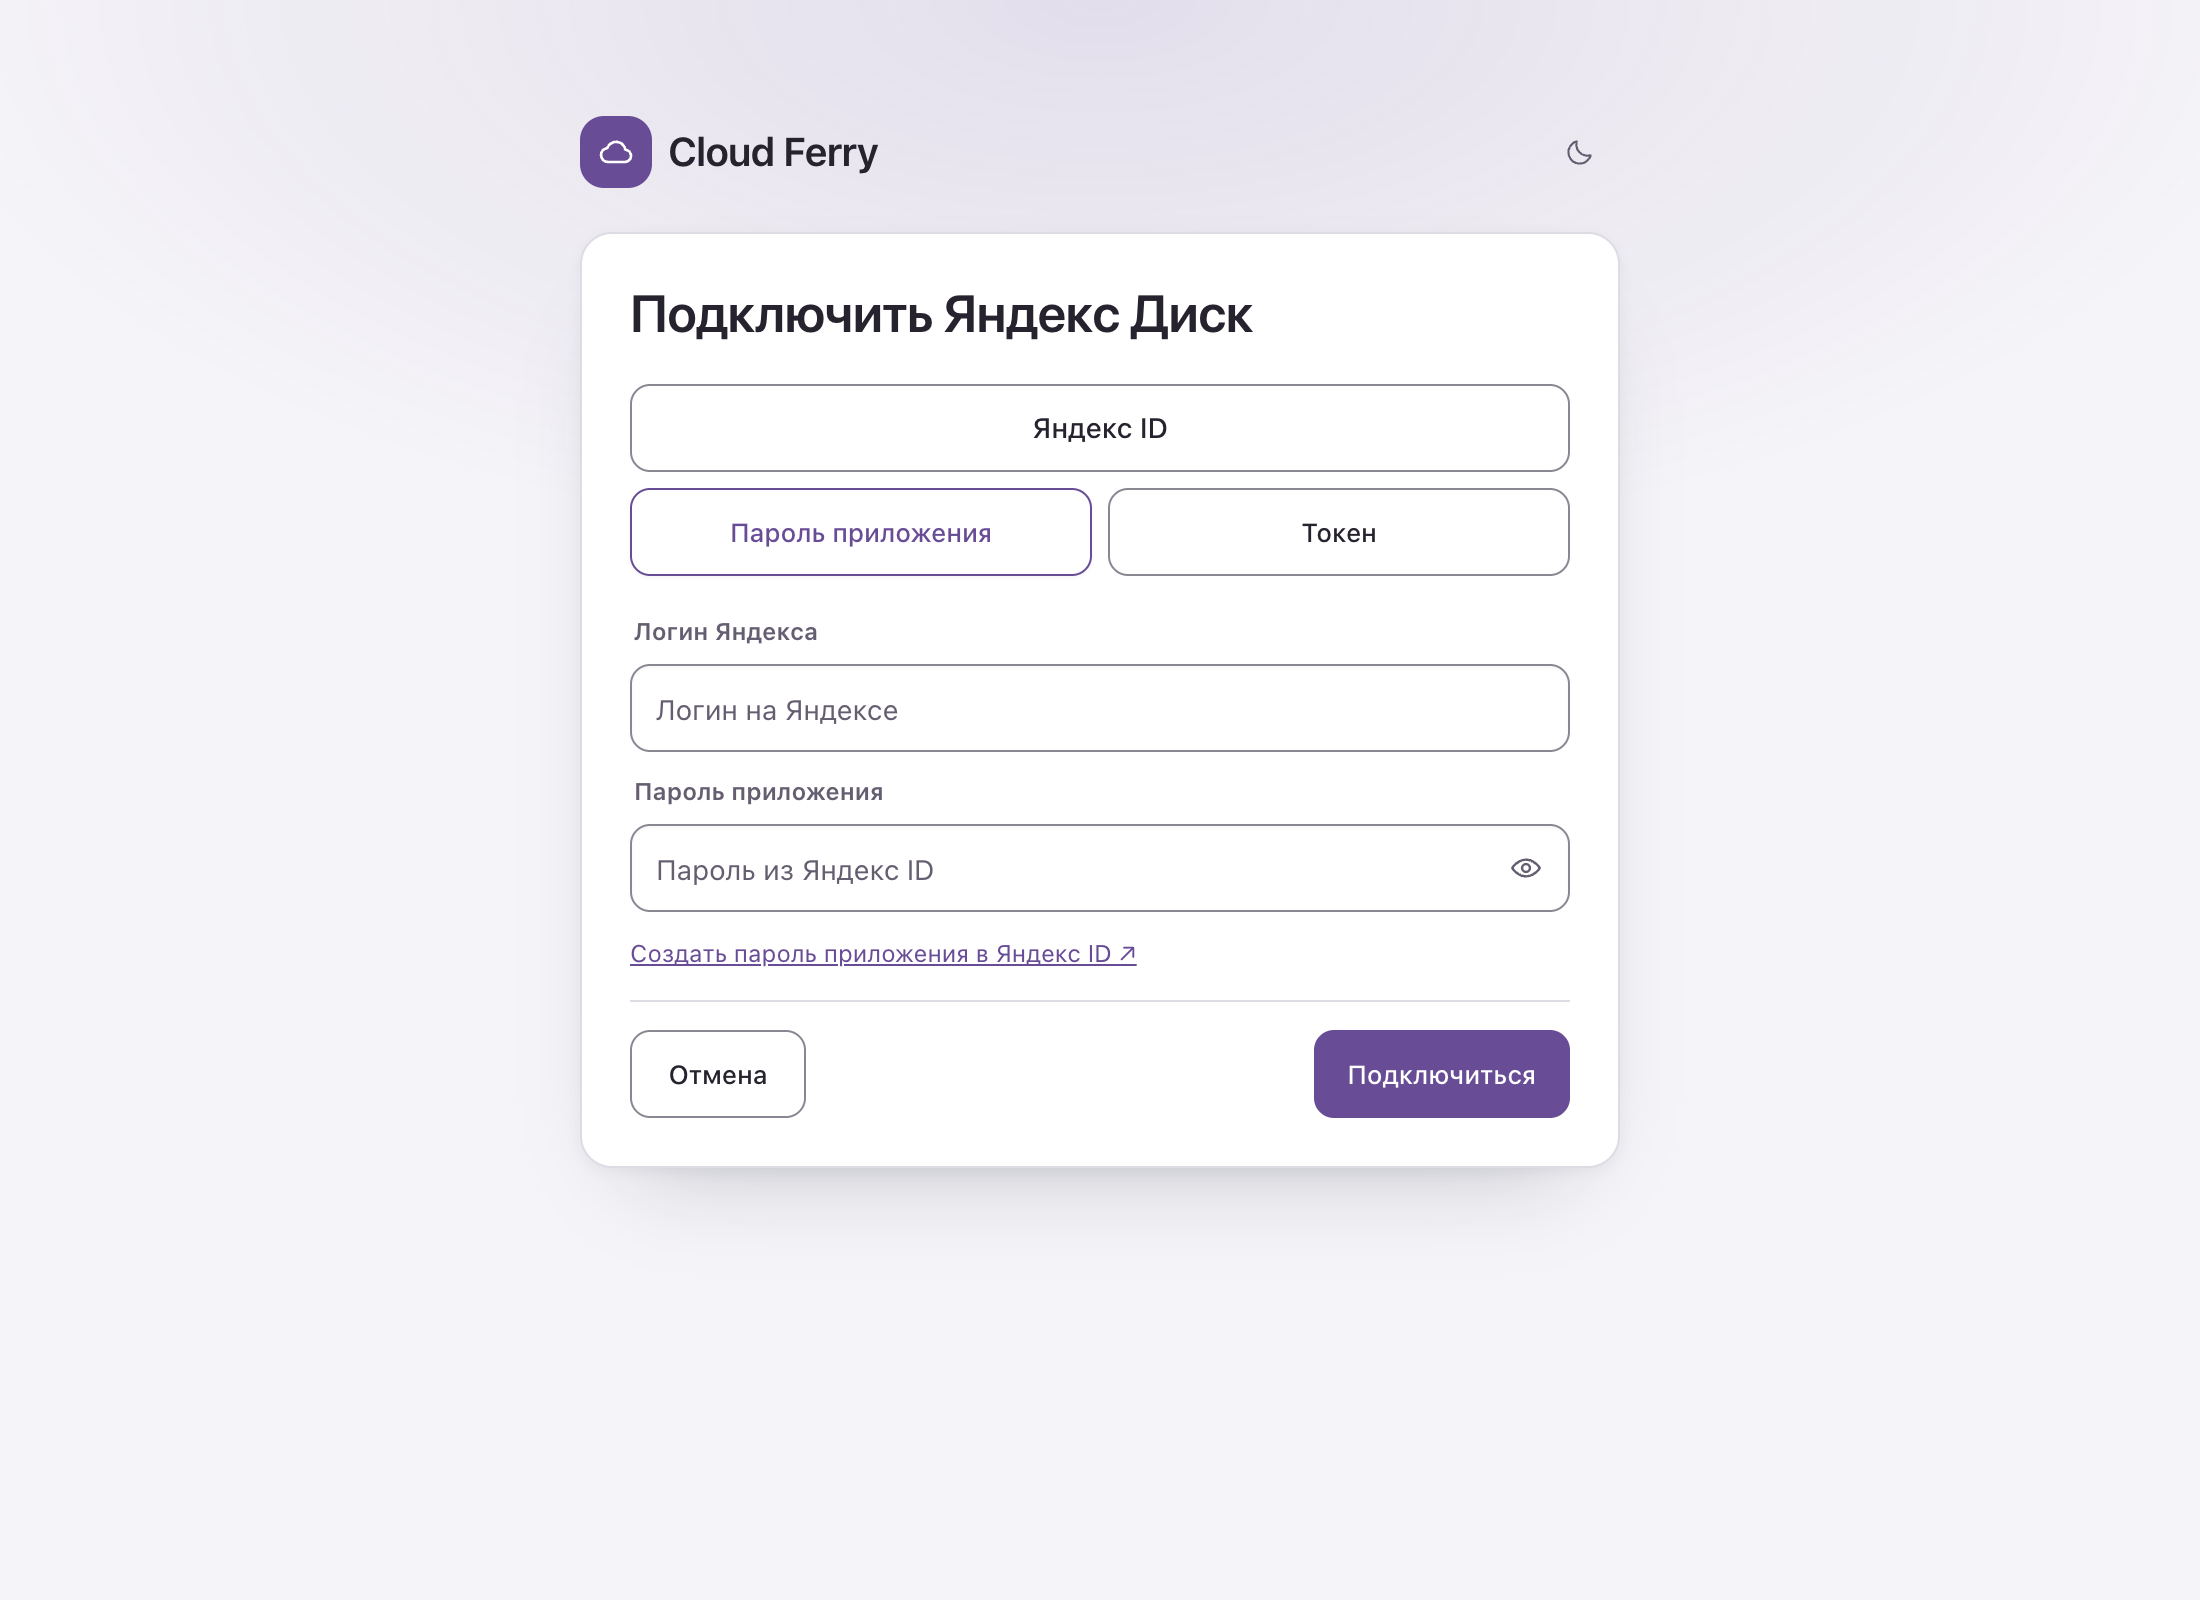 Cloud Ferry
Подключить Яндекс Диск
Яндекс ID
Пароль приложения
Токен
Логин Яндекса
Логин на Яндексе
Пароль приложения
Пароль из Яндекс ID
Создать пароль приложения в Яндекс ID ↗
Отмена
Подключиться